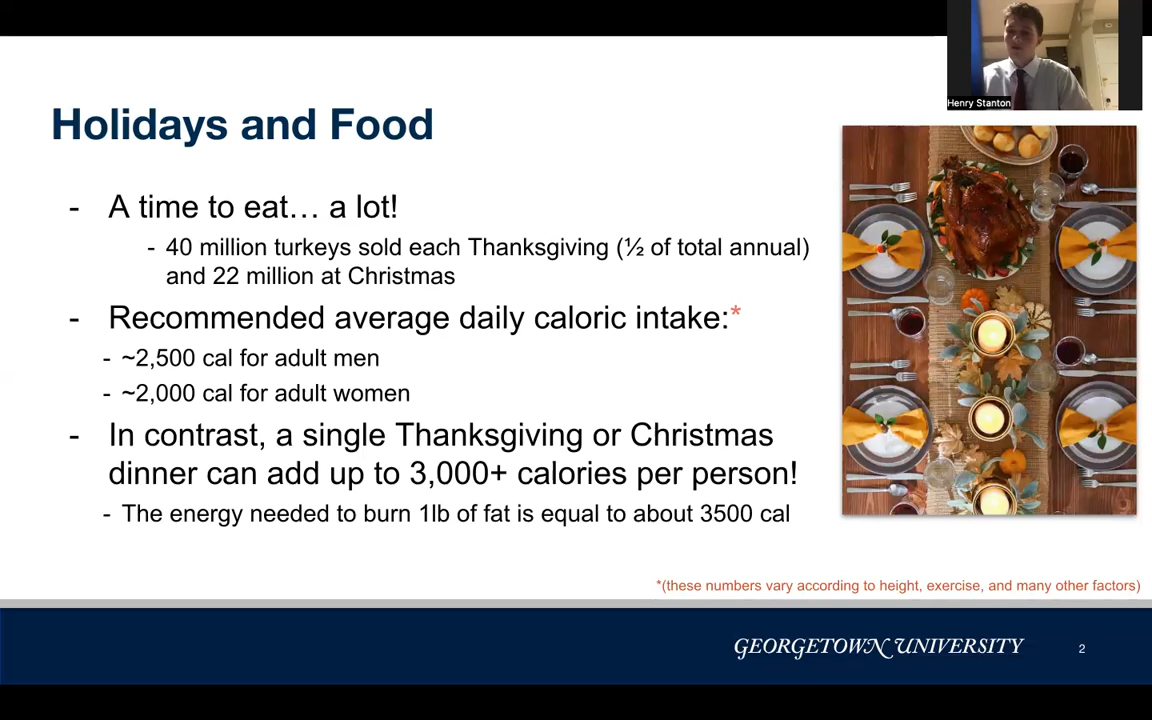 Henry Stanton
Holidays and Food
- A time to eat… a lot!
- 40 million turkeys sold each Thanksgiving (½ of total annual)
and 22 million at Christmas
- Recommended average daily caloric intake:*
- ~2,500 cal for adult men
- ~2,000 cal for adult women
- In contrast, a single Thanksgiving or Christmas
dinner can add up to 3,000+ calories per person!
- The energy needed to burn 1lb of fat is equal to about 3500 cal
*(these numbers vary according to height, exercise, and many other factors)
GEORGETOWN UNIVERSITY
2